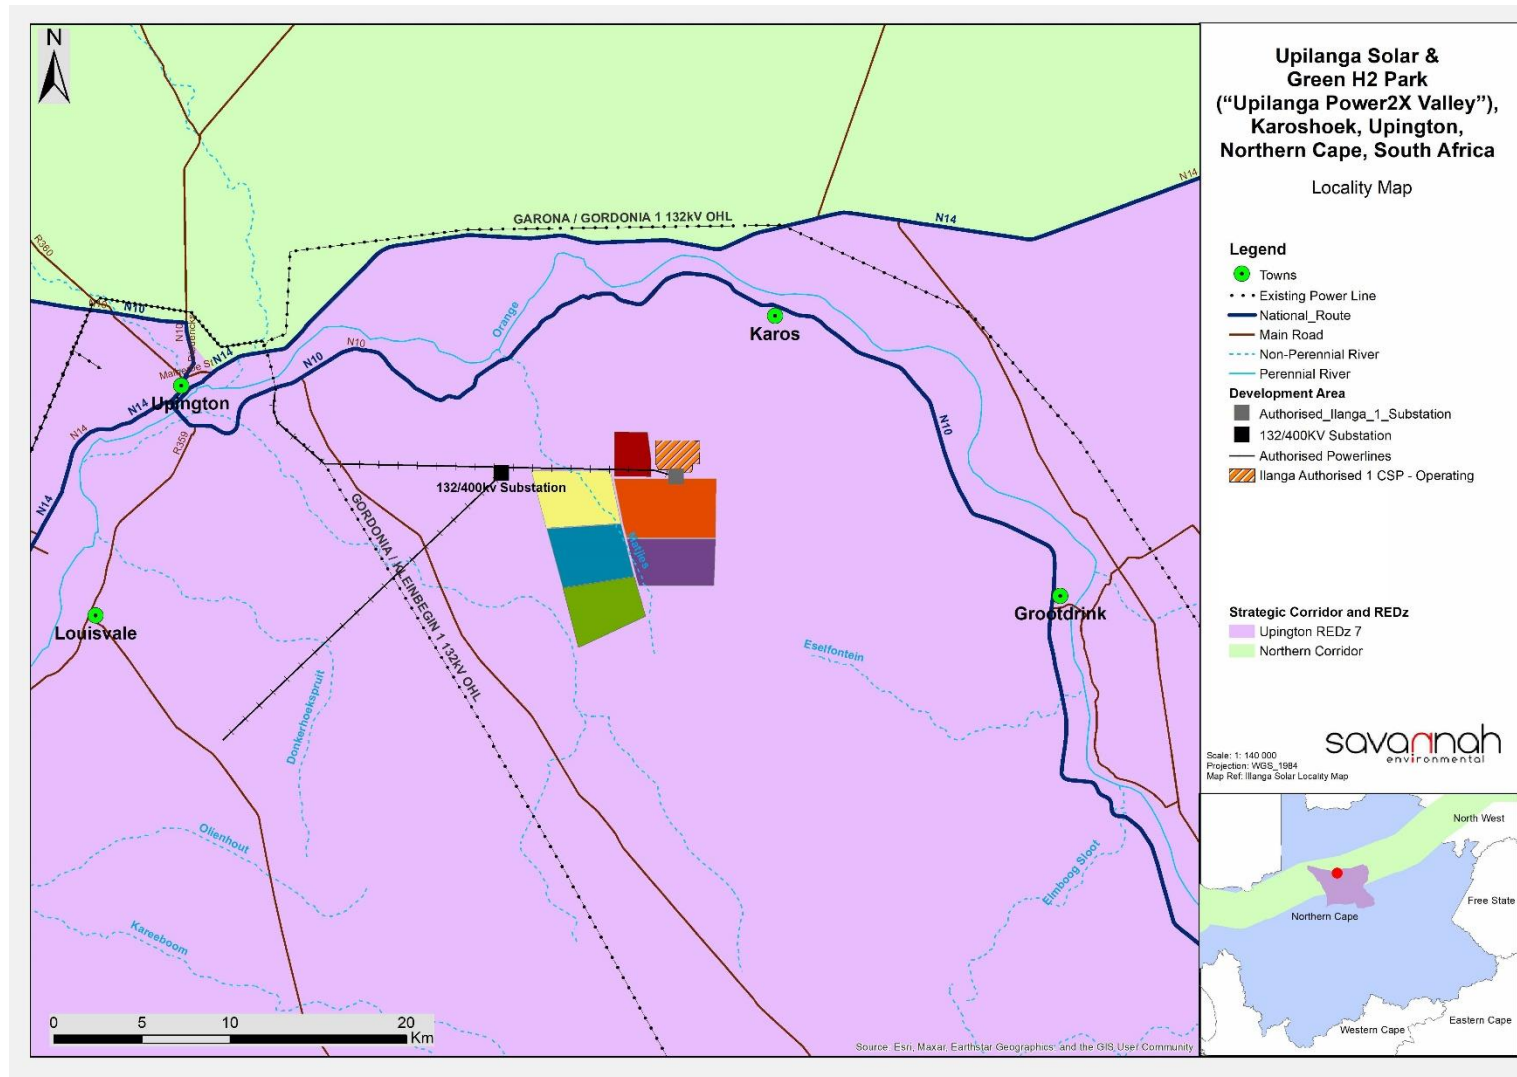 N
Upilanga Solar &
Green H2 Park
(“Upilanga Power2X Valley”),
Karoshoek, Upington,
Northern Cape, South Africa
Locality Map
Legend
Towns
Existing Power Line
National_Route
Main Road
Non-Perennial River
Perennial River
Development Area
Authorised_Ilanga_1_Substation
132/400KV Substation
Authorised Powerlines
Ilanga Authorised 1 CSP - Operating
Strategic Corridor and REDz
Upington REDz 7
Northern Corridor
savannah
environmental
Scale: 1: 140 000
Projection: WGS_1984
Map Ref: Illanga Solar Locality Map
North West
Free State
Northern Cape
Eastern Cape
Western Cape
N14
GARONA / GORDONIA 1 132kV OHL
N14
R360
N10
N10
N14
Orange
Karos
N10
N10
Upington
N14
N14
R359
N14
N10
132/400kv Substation
GORDONIA / KLEINBEGIN 1 132kV OHL
Katjies
Grootdrink
Louisvale
Eselfontein
Donkerhoekspruit
Olienhout
Elmboog Sloot
Kareeboom
0 5 10 20
Km
Source: Esri, Maxar, Earthstar Geographics, and the GIS User Community